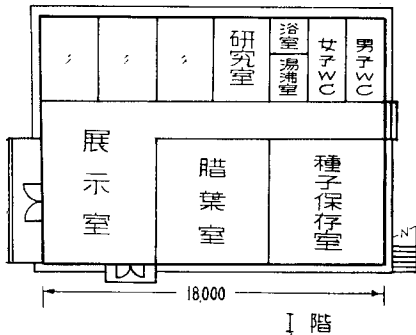 〃
〃
〃
研究室
浴室
湯沸室
女子WC
男子WC
展示室
腊葉室
種子保存室
N
18,000
I 階